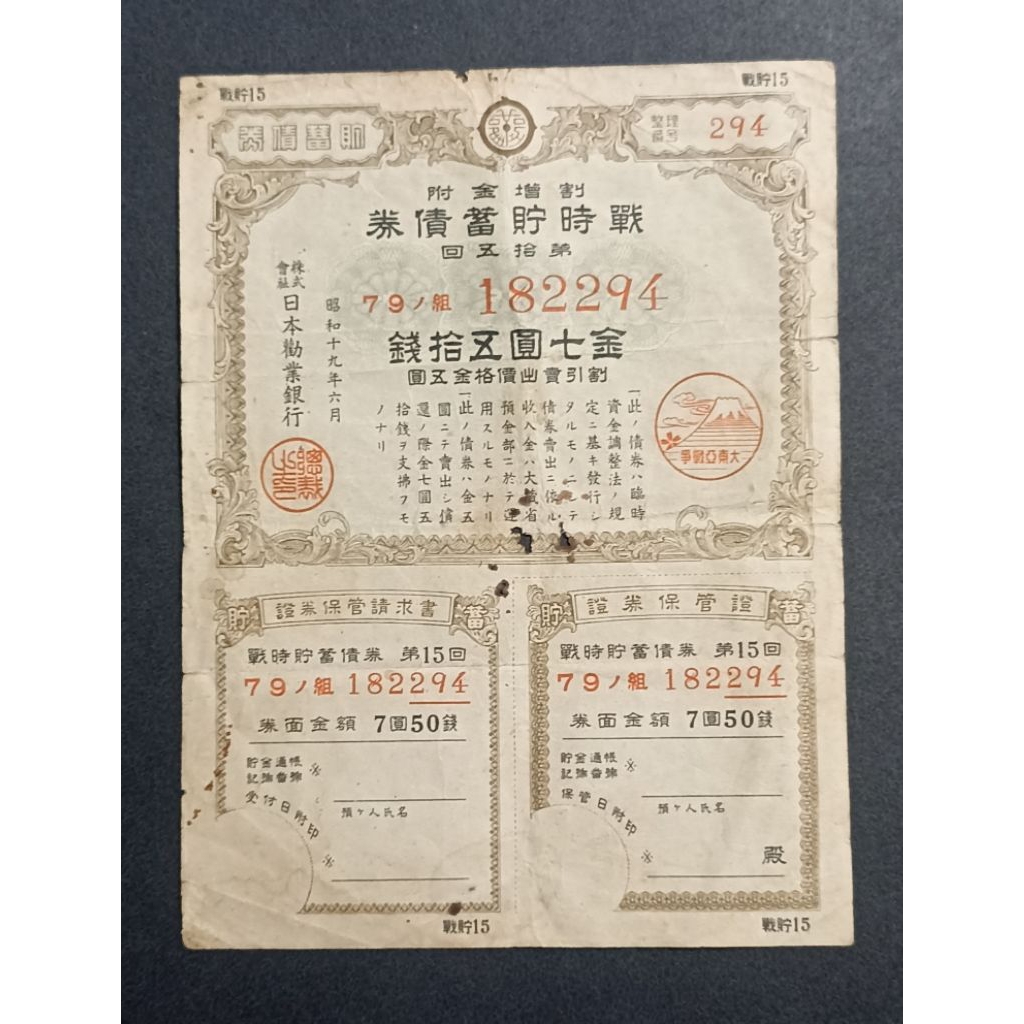 戰貯15
戰貯15
貯蓄債券
整理番号
294
割增金附
戰時貯蓄債券
第拾五回
79ノ組 182294
金七圓五拾錢
割引賣出價格金五圓
大東亞戰爭
一此ノ債券ハ臨時
資金調整法ノ規
定ニ基キ發行シ
タルモノニシテ
債券賣出ニ依ル
收入金ハ大藏省
預金部ニ於テ運
用スルモノナリ
一此ノ債券ハ金五
圓ニテ賣出シ償
還ノ際金七圓五
拾錢ヲ支拂フモ
ノナリ
昭和十九年六月
株式會社日本勸業銀行
總裁之印
貯 證券保管請求書 蓄
戰時貯蓄債券 第15回
79ノ組 182294
券面金額 7圓50錢
貯金通帳
記號番號 ※
受付日附印
預ケ人氏名
※
戰貯15
貯 證券保管證 蓄
戰時貯蓄債券 第15回
79ノ組 182294
券面金額 7圓50錢
貯金通帳
記號番號 ※
保管日附印
預ケ人氏名
※
殿
戰貯15